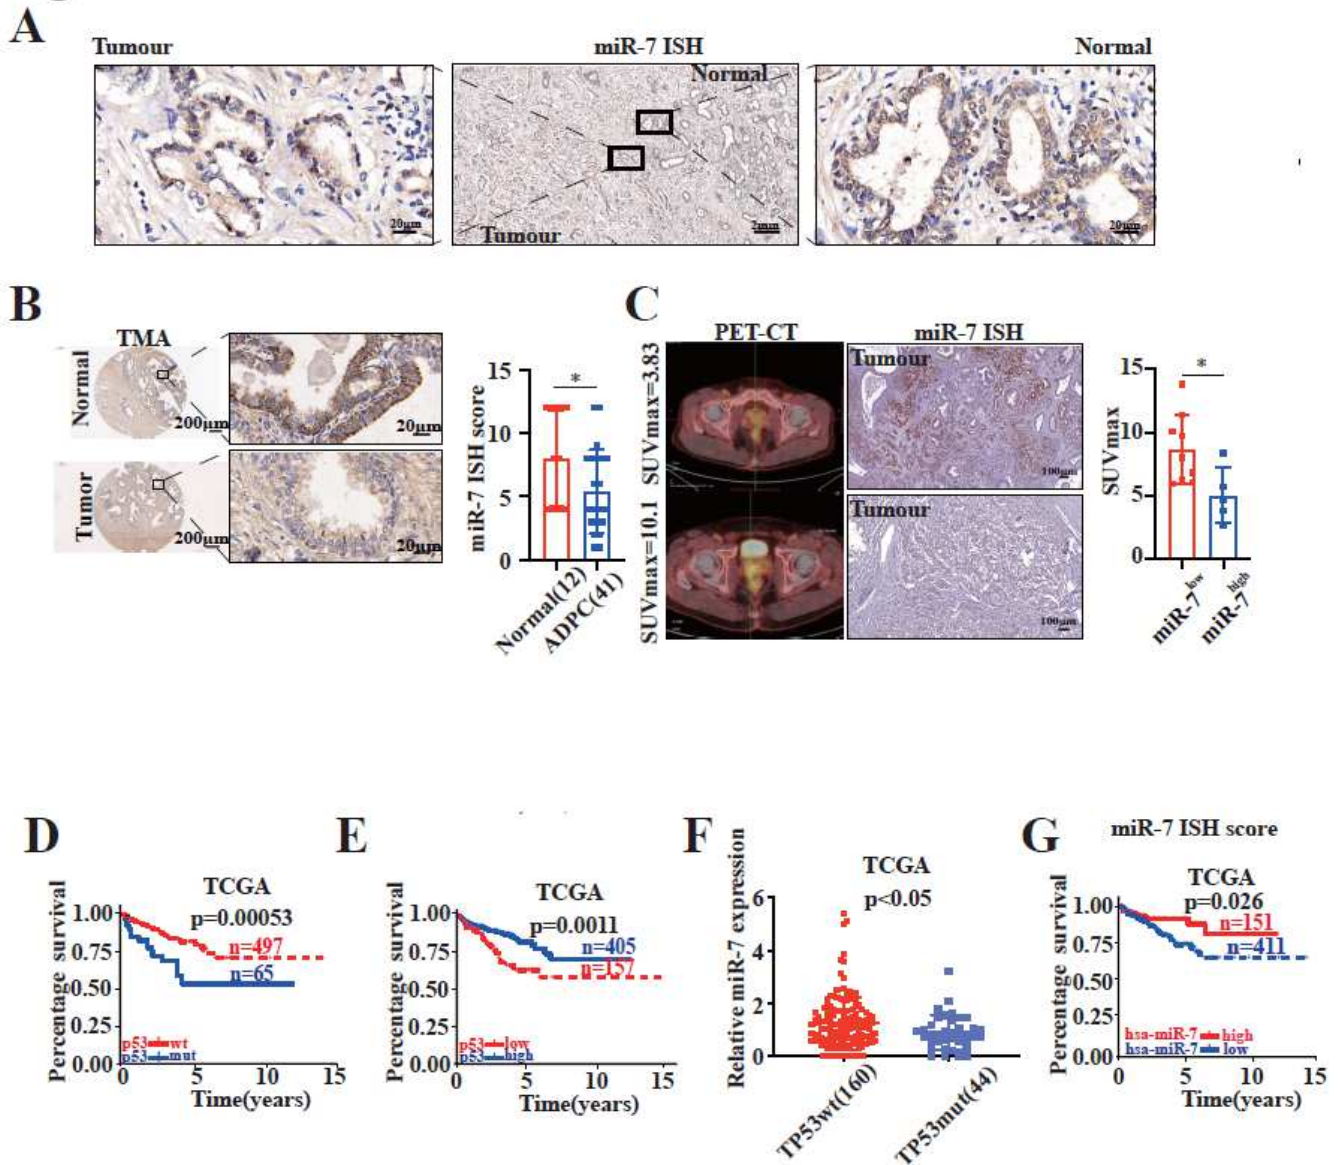 A
Tumour
miR-7 ISH
Normal
Normal
Tumour
20μm
2mm
20μm
B
TMA
Normal
200μm
20μm
Tumor
200μm
20μm
miR-7 ISH score
15
10
5
0
*
Normal(12)
ADPC(41)
C
PET-CT
miR-7 ISH
SUVmax=3.83
Tumour
100μm
SUVmax=10.1
Tumour
100μm
SUVmax
15
10
5
0
*
miR-7low
miR-7high
D
TCGA
p=0.00053
Percentage survival
1.00
0.75
0.50
0.25
0.00
n=497
n=65
p53 wt
p53 mut
0 5 10 15
Time(years)
E
TCGA
p=0.0011
Percentage survival
1.00
0.75
0.50
0.25
0.00
n=405
n=157
p53 low
p53 high
0 5 10 15
Time(years)
F
TCGA
p<0.05
Relative miR-7 expression
6
4
2
0
TP53wt(160)
TP53mut(44)
G
miR-7 ISH score
TCGA
p=0.026
Percentage survival
1.00
0.75
0.50
0.25
0.00
n=151
n=411
hsa-miR-7 high
hsa-miR-7 low
0 5 10 15
Time(years)